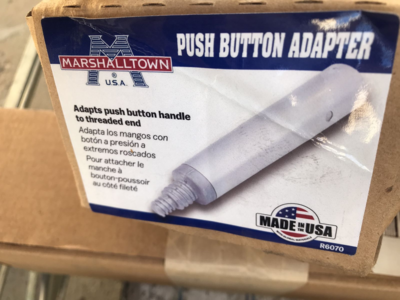 MARSHALLTOWN
®
U.S.A.
PUSH BUTTON ADAPTER
Adapts push button handle
to threaded end
Adapta los mangos con
botón a presión a
extremos roscados
Pour attacher le
manche à
bouton-poussoir
au côté fileté
MADE IN THE USA
R6070